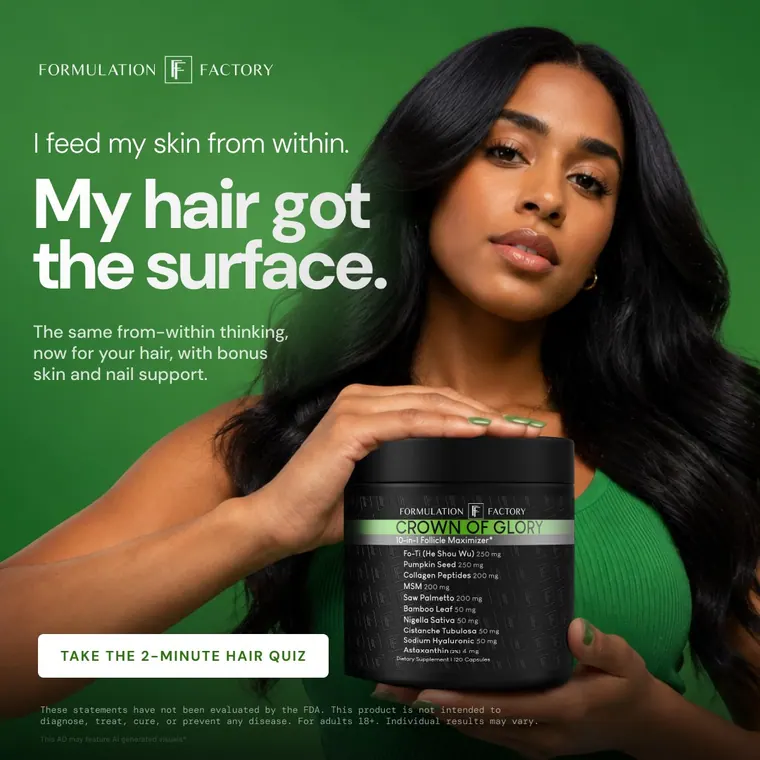 FORMULATION F FACTORY
I feed my skin from within.
My hair got
the surface.
The same from-within thinking,
now for your hair, with bonus
skin and nail support.
FORMULATION F FACTORY
CROWN OF GLORY
10-in-1 Follicle Maximizer*
Fo-Ti (He Shou Wu) 250 mg
Pumpkin Seed 250 mg
Collagen Peptides 200 mg
MSM 200 mg
Saw Palmetto 200 mg
Bamboo Leaf 50 mg
Nigella Sativa 50 mg
Cistanche Tubulosa 50 mg
Sodium Hyaluronic 50 mg
Astaxanthin (2%) 4 mg
Dietary Supplement | 120 Capsules
TAKE THE 2-MINUTE HAIR QUIZ
These statements have not been evaluated by the FDA. This product is not intended to
diagnose, treat, cure, or prevent any disease. For adults 18+. Individual results may vary.
This AD may feature AI generated visuals*